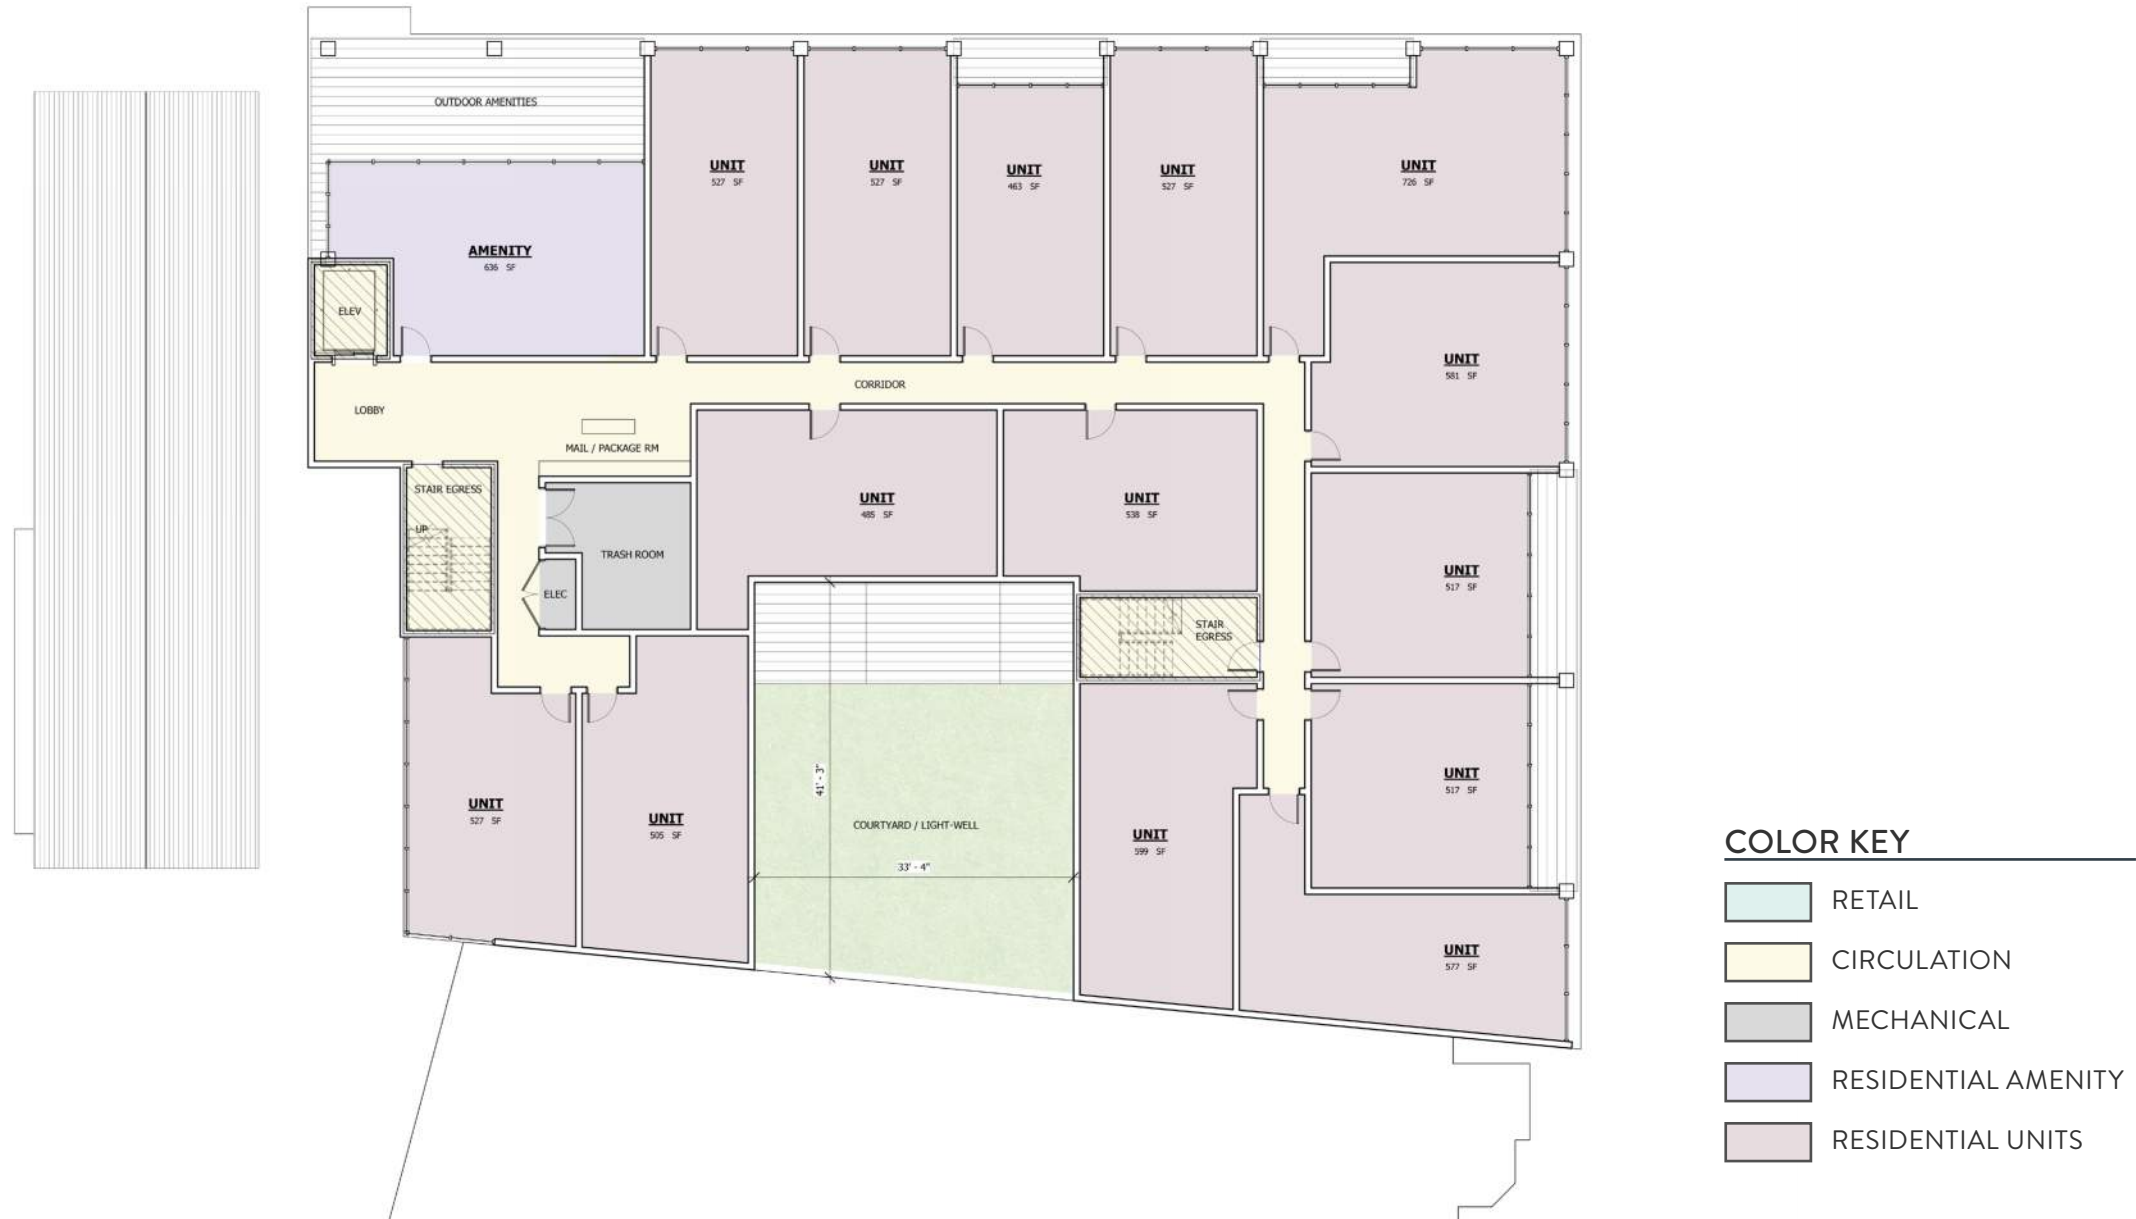 OUTDOOR AMENITIES
UNIT
527 SF
UNIT
527 SF
UNIT
463 SF
UNIT
527 SF
UNIT
726 SF
AMENITY
636 SF
ELEV
UNIT
581 SF
CORRIDOR
LOBBY
MAIL / PACKAGE RM
STAIR EGRESS
UP
UNIT
485 SF
UNIT
538 SF
TRASH ROOM
ELEC
UNIT
517 SF
STAIR
EGRESS
41' - 3"
UNIT
517 SF
UNIT
527 SF
UNIT
505 SF
COURTYARD / LIGHT-WELL
33' - 4"
UNIT
599 SF
UNIT
577 SF
COLOR KEY
RETAIL
CIRCULATION
MECHANICAL
RESIDENTIAL AMENITY
RESIDENTIAL UNITS